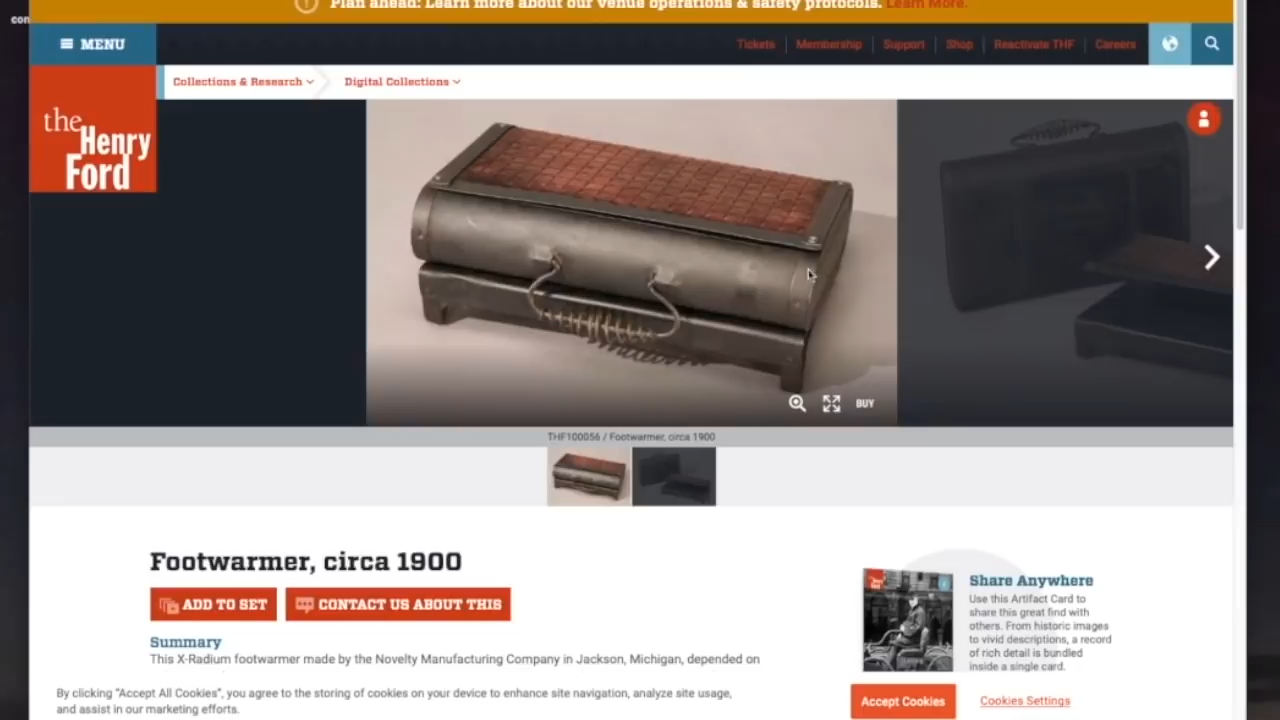 Plan ahead: Learn more about our venue operations & safety protocols. Learn More.
con
MENU
Tickets Membership Support Shop Reactivate THF Careers
Collections & Research Digital Collections
the
Henry
Ford
BUY
THF100056 / Footwarmer, circa 1900
Footwarmer, circa 1900
ADD TO SET CONTACT US ABOUT THIS
Summary
This X-Radium footwarmer made by the Novelty Manufacturing Company in Jackson, Michigan, depended on
Share Anywhere
Use this Artifact Card to
share this great find with
others. From historic images
to vivid descriptions, a record
of rich detail is bundled
inside a single card.
By clicking "Accept All Cookies", you agree to the storing of cookies on your device to enhance site navigation, analyze site usage,
and assist in our marketing efforts.
Accept Cookies Cookies Settings